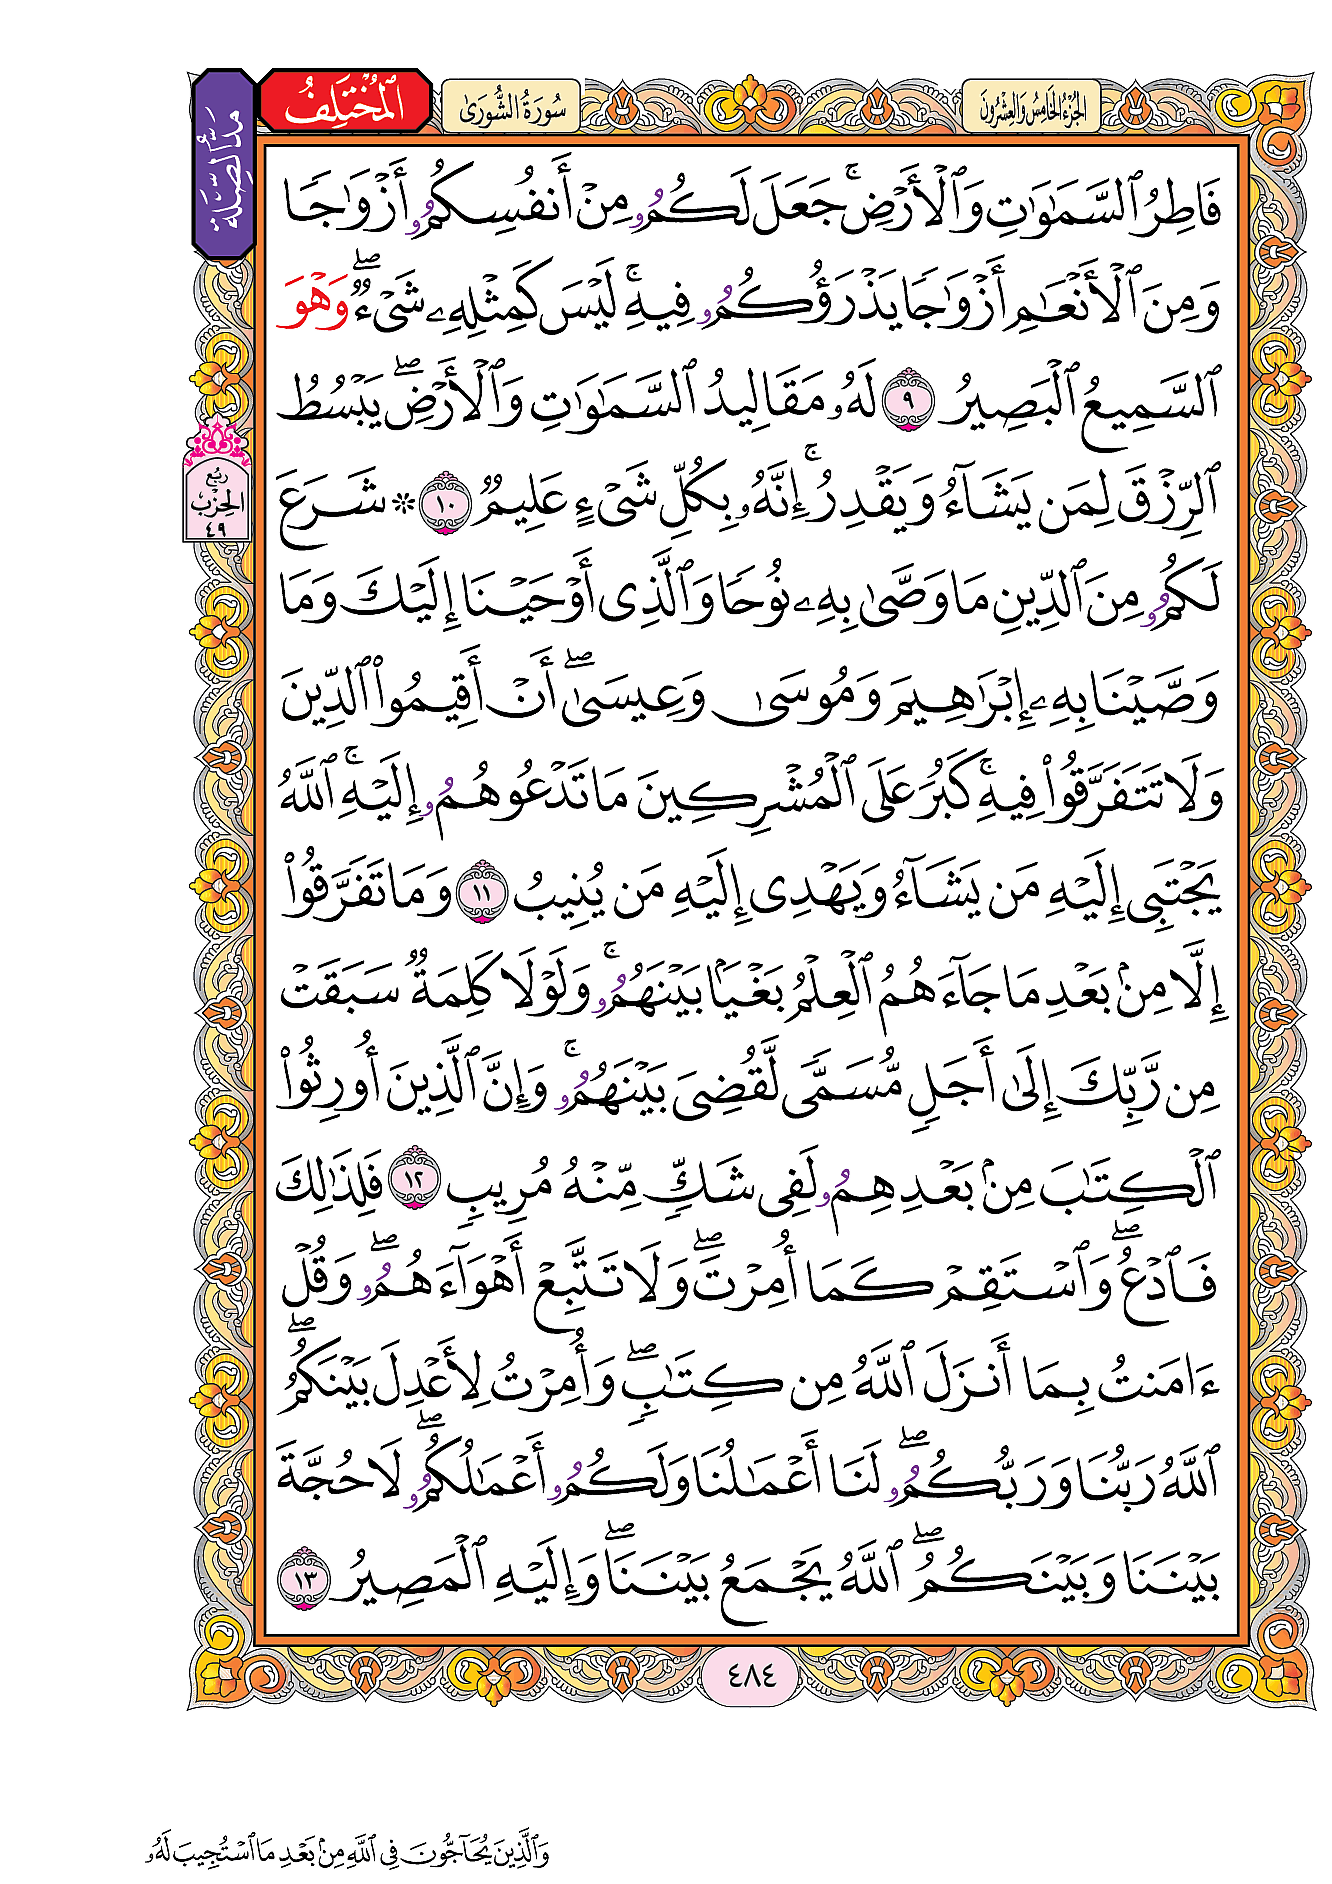 الجُزْءُ الخَامِسُ وَالعِشْرُونَ
سُورَةُ الشُّورَىٰ
المُخْتَلِفُ
مَدُّ الصِّلَة
فَاطِرُ ٱلسَّمَٰوَٰتِ وَٱلْأَرْضِۚ جَعَلَ لَكُمُۥ مِنْ أَنفُسِكُمُۥ أَزْوَٰجٗا
وَمِنَ ٱلْأَنْعَٰمِ أَزْوَٰجٗا يَذْرَؤُكُمُۥ فِيهِۚ لَيْسَ كَمِثْلِهِۦ شَيْءٞۖ وَهْوَ
ٱلسَّمِيعُ ٱلْبَصِيرُ ٩ لَهُۥ مَقَالِيدُ ٱلسَّمَٰوَٰتِ وَٱلْأَرْضِۖ يَبْسُطُ
ٱلرِّزْقَ لِمَن يَشَآءُ وَيَقْدِرُۚ إِنَّهُۥ بِكُلِّ شَيْءٍ عَلِيمٞ ١٠ ۞ شَرَعَ
لَكُمُۥ مِنَ ٱلدِّينِ مَا وَصَّىٰ بِهِۦ نُوحٗا وَٱلَّذِي أَوْحَيْنَا إِلَيْكَ وَمَا
وَصَّيْنَا بِهِۦ إِبْرَٰهِيمَ وَمُوسَىٰ وَعِيسَىٰۖ أَنْ أَقِيمُوا۟ ٱلدِّينَ
وَلَا تَتَفَرَّقُوا۟ فِيهِۚ كَبُرَ عَلَى ٱلْمُشْرِكِينَ مَا تَدْعُوهُمُۥ إِلَيْهِۚ ٱللَّهُ
يَجْتَبِي إِلَيْهِ مَن يَشَآءُ وَيَهْدِي إِلَيْهِ مَن يُنِيبُ ١١ وَمَا تَفَرَّقُوا۟
إِلَّا مِنۢ بَعْدِ مَا جَآءَهُمُ ٱلْعِلْمُ بَغْيَۢا بَيْنَهُمُۥۚ وَلَوْلَا كَلِمَةٞ سَبَقَتْ
مِن رَّبِّكَ إِلَىٰ أَجَلٖ مُّسَمّٗى لَّقُضِيَ بَيْنَهُمُۥۚ وَإِنَّ ٱلَّذِينَ أُورِثُوا۟
ٱلْكِتَٰبَ مِنۢ بَعْدِهِمُۥ لَفِي شَكّٖ مِّنْهُ مُرِيبٖ ١٢ فَلِذَٰلِكَ
فَٱدْعُۖ وَٱسْتَقِمْ كَمَا أُمِرْتَۖ وَلَا تَتَّبِعْ أَهْوَآءَهُمُۥۖ وَقُلْ
ءَامَنتُ بِمَا أَنزَلَ ٱللَّهُ مِن كِتَٰبٖۖ وَأُمِرْتُ لِأَعْدِلَ بَيْنَكُمُۖ
ٱللَّهُ رَبُّنَا وَرَبُّكُمُۥۖ لَنَا أَعْمَٰلُنَا وَلَكُمُۥ أَعْمَٰلُكُمُۥۖ لَا حُجَّةَ
بَيْنَنَا وَبَيْنَكُمُۖ ٱللَّهُ يَجْمَعُ بَيْنَنَاۖ وَإِلَيْهِ ٱلْمَصِيرُ ١٣
رُبُع
الحِزْب
٤٩
٤٨٤
وَٱلَّذِينَ يُحَآجُّونَ فِي ٱللَّهِ مِنۢ بَعْدِ مَا ٱسْتُجِيبَ لَهُۥ